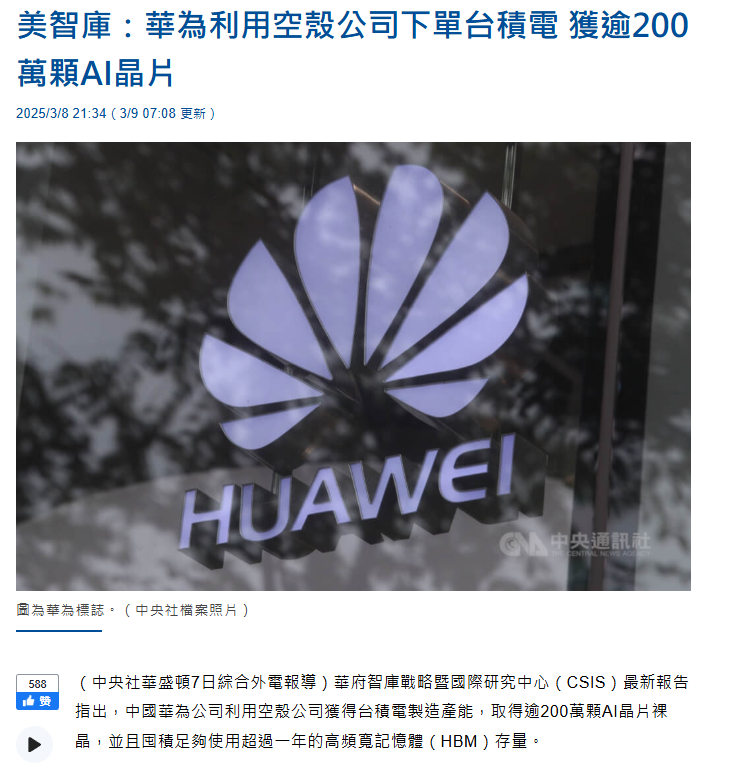 美智庫：華為利用空殼公司下單台積電 獲逾200
萬顆AI晶片
2025/3/8 21:34（3/9 07:08 更新）
HUAWEI
CNA 中央通訊社
THE CENTRAL NEWS AGENCY
圖為華為標誌。（中央社檔案照片）
588
赞
（中央社華盛頓7日綜合外電報導）華府智庫戰略暨國際研究中心（CSIS）最新報告
指出，中國華為公司利用空殼公司獲得台積電製造產能，取得逾200萬顆AI晶片裸
晶，並且囤積足夠使用超過一年的高頻寬記憶體（HBM）存量。